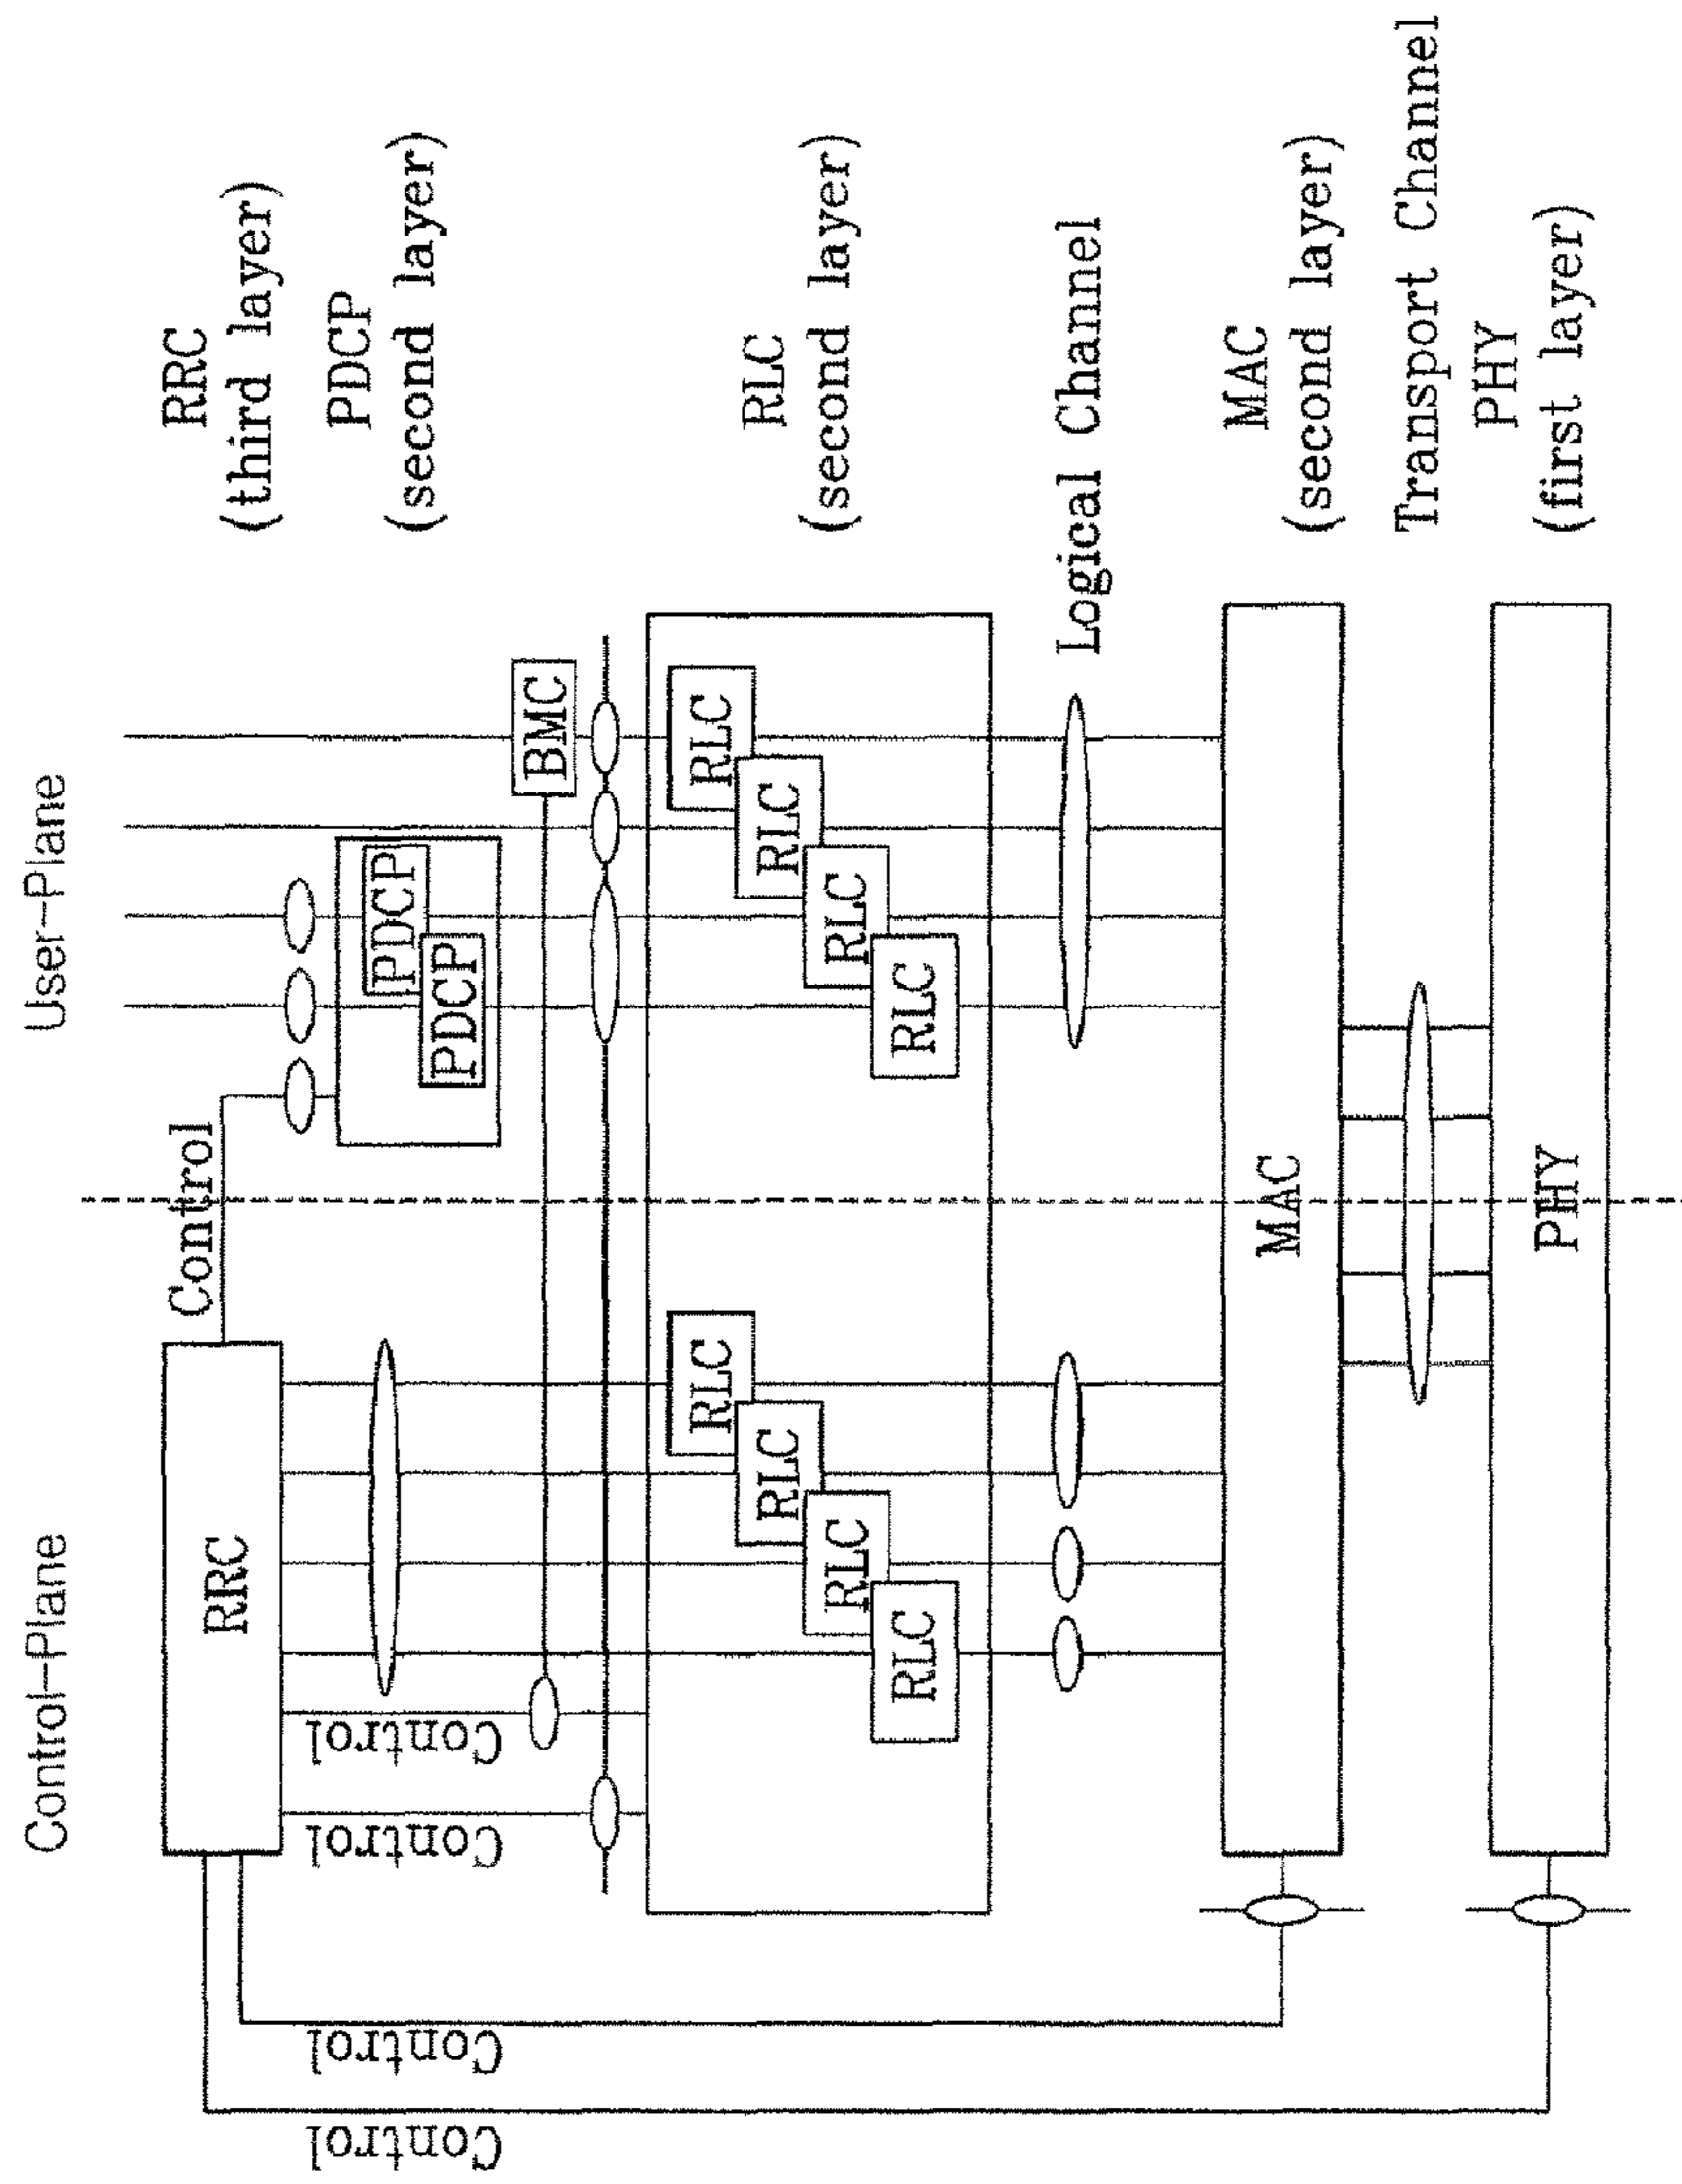 Control-Plane
User-Plane
RRC
Control
RRC
(third layer)
PDCP
PDCP
PDCP
(second layer)
Control
Control
Control
Control
BMC
RLC
RLC
RLC
RLC
RLC
RLC
RLC
RLC
RLC
(second layer)
Logical Channel
MAC
MAC
(second layer)
Transport Channel
PHY
PHY
(first layer)